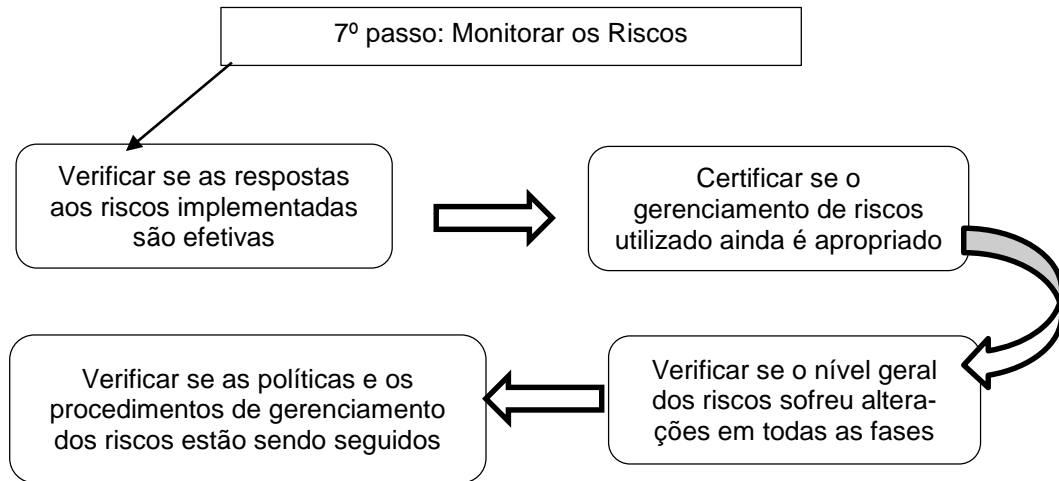 7º passo: Monitorar os Riscos
Verificar se as respostas
aos riscos implementadas
são efetivas
Certificar se o
gerenciamento de riscos
utilizado ainda é apropriado
Verificar se o nível geral
dos riscos sofreu altera-
ções em todas as fases
Verificar se as políticas e os
procedimentos de gerenciamento
dos riscos estão sendo seguidos